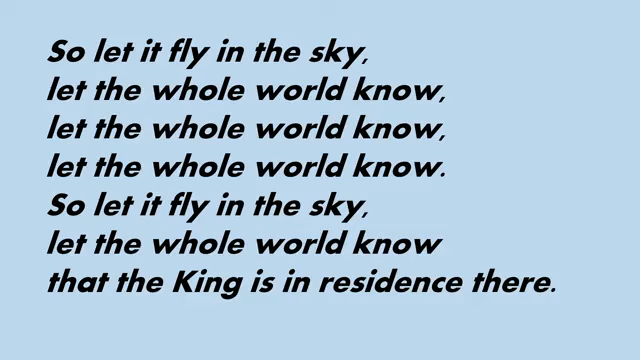 So let it fly in the sky,
let the whole world know,
let the whole world know,
let the whole world know.
So let it fly in the sky,
let the whole world know
that the King is in residence there.